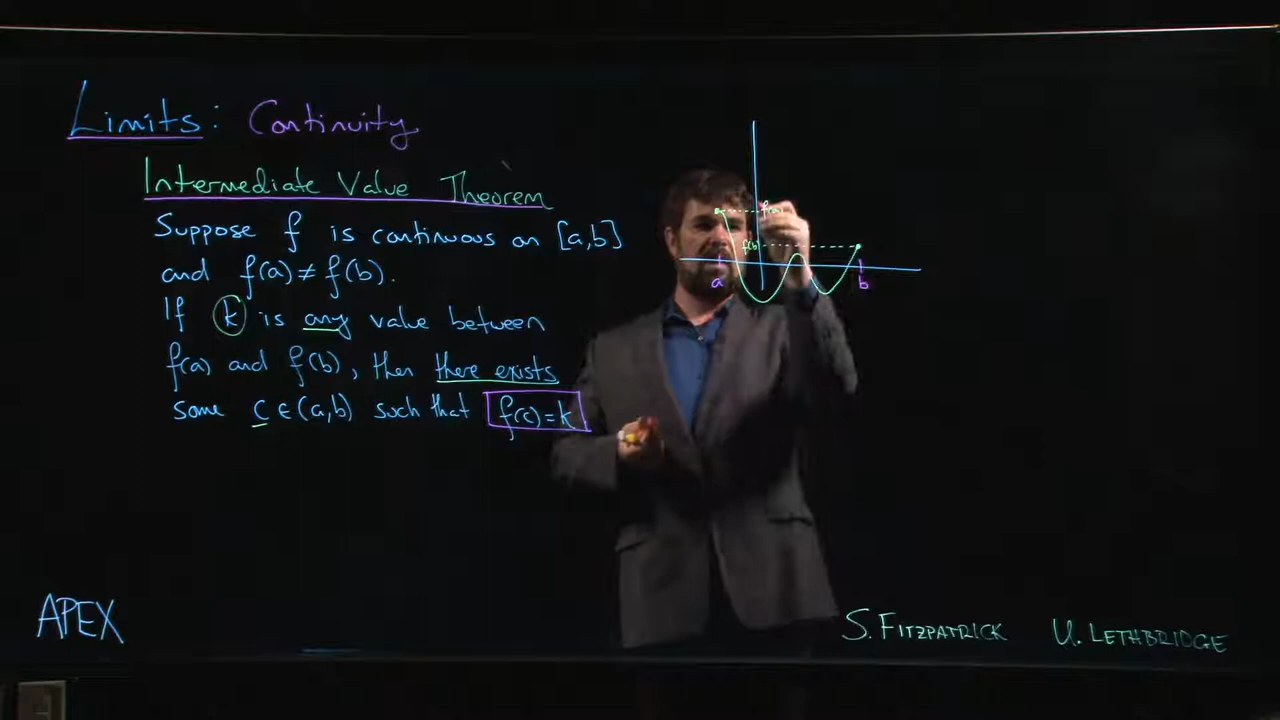 Limits: Continuity
Intermediate Value Theorem
Suppose f is continuous on [a,b]
and f(a) ≠ f(b).
If k is any value between
f(a) and f(b), then there exists
some c ∈ (a,b) such that f(c)=k
f(a)
f(b)
a
b
APEX
S. FITZPATRICK U. LETHBRIDGE